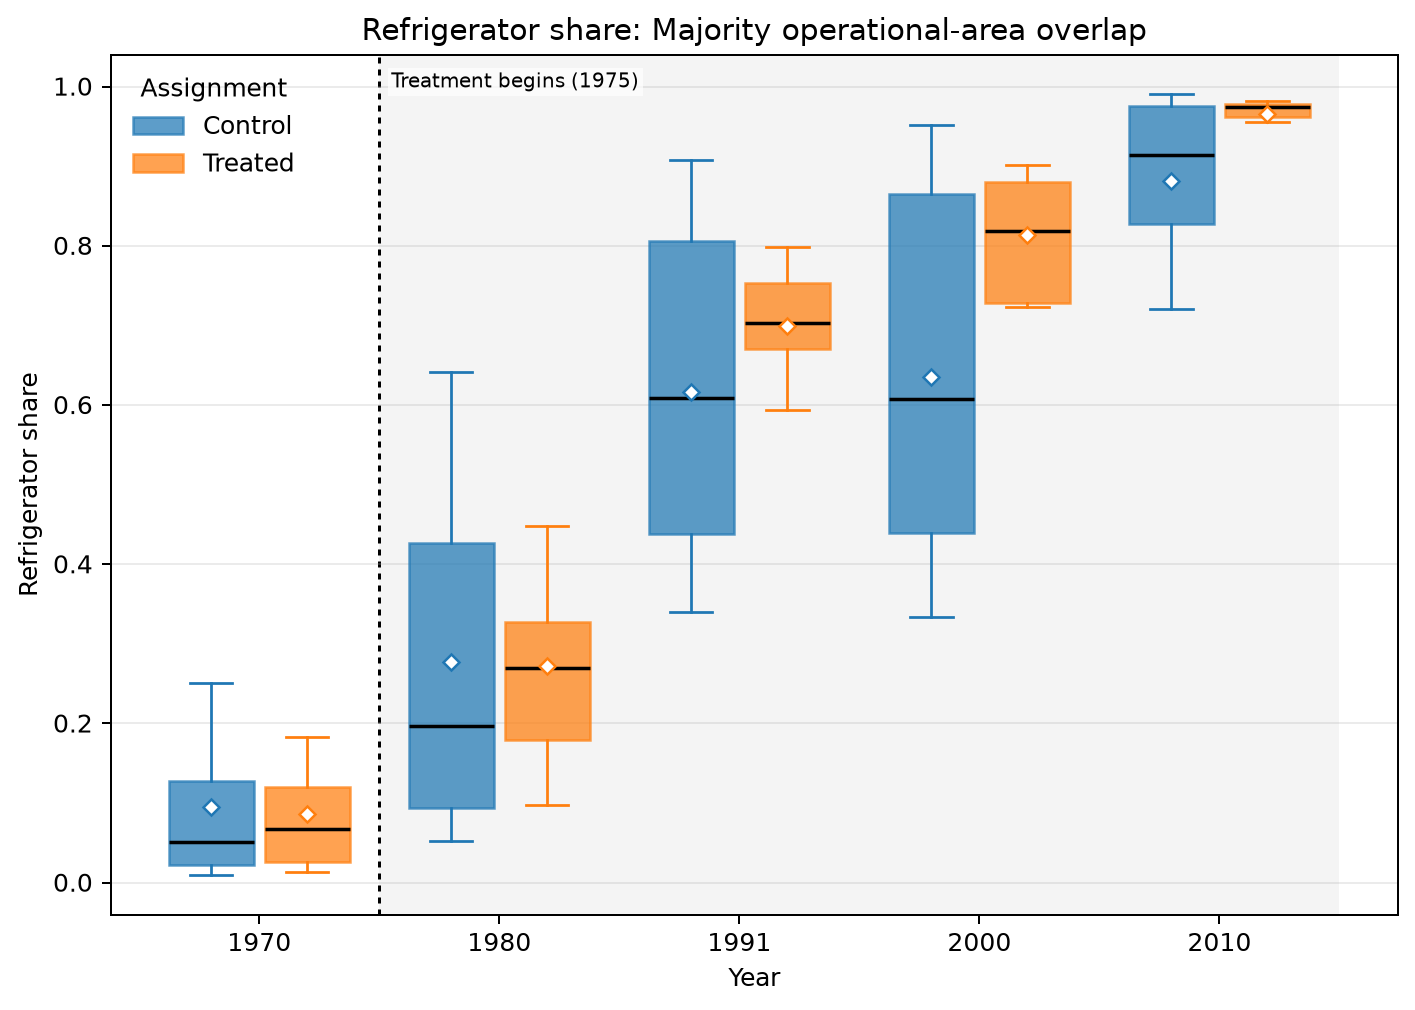 Refrigerator share: Majority operational-area overlap
Assignment
Control
Treated
Treatment begins (1975)
Refrigerator share
1.0
0.8
0.6
0.4
0.2
0.0
1970
1980
1991
2000
2010
Year